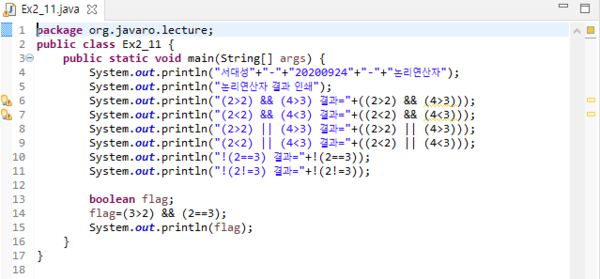 Ex2_11.java
1 package org.javaro.lecture;
2 public class Ex2_11 {
3 public static void main(String[] args) {
4 System.out.println("서대성"+"-"+"20200924"+"-"+"논리연산자");
5 System.out.println("논리연산자 결과 인쇄");
6 System.out.println("(2>2) && (4>3) 결과="+((2>2) && (4>3)));
7 System.out.println("(2<2) && (4<3) 결과="+((2<2) && (4<3)));
8 System.out.println("(2>2) || (4>3) 결과="+((2>2) || (4>3)));
9 System.out.println("(2<2) || (4<3) 결과="+((2<2) || (4<3)));
10 System.out.println("!(2==3) 결과="+!(2==3));
11 System.out.println("!(2!=3) 결과="+!(2!=3));
12
13 boolean flag;
14 flag=(3>2) && (2==3);
15 System.out.println(flag);
16 }
17 }
18